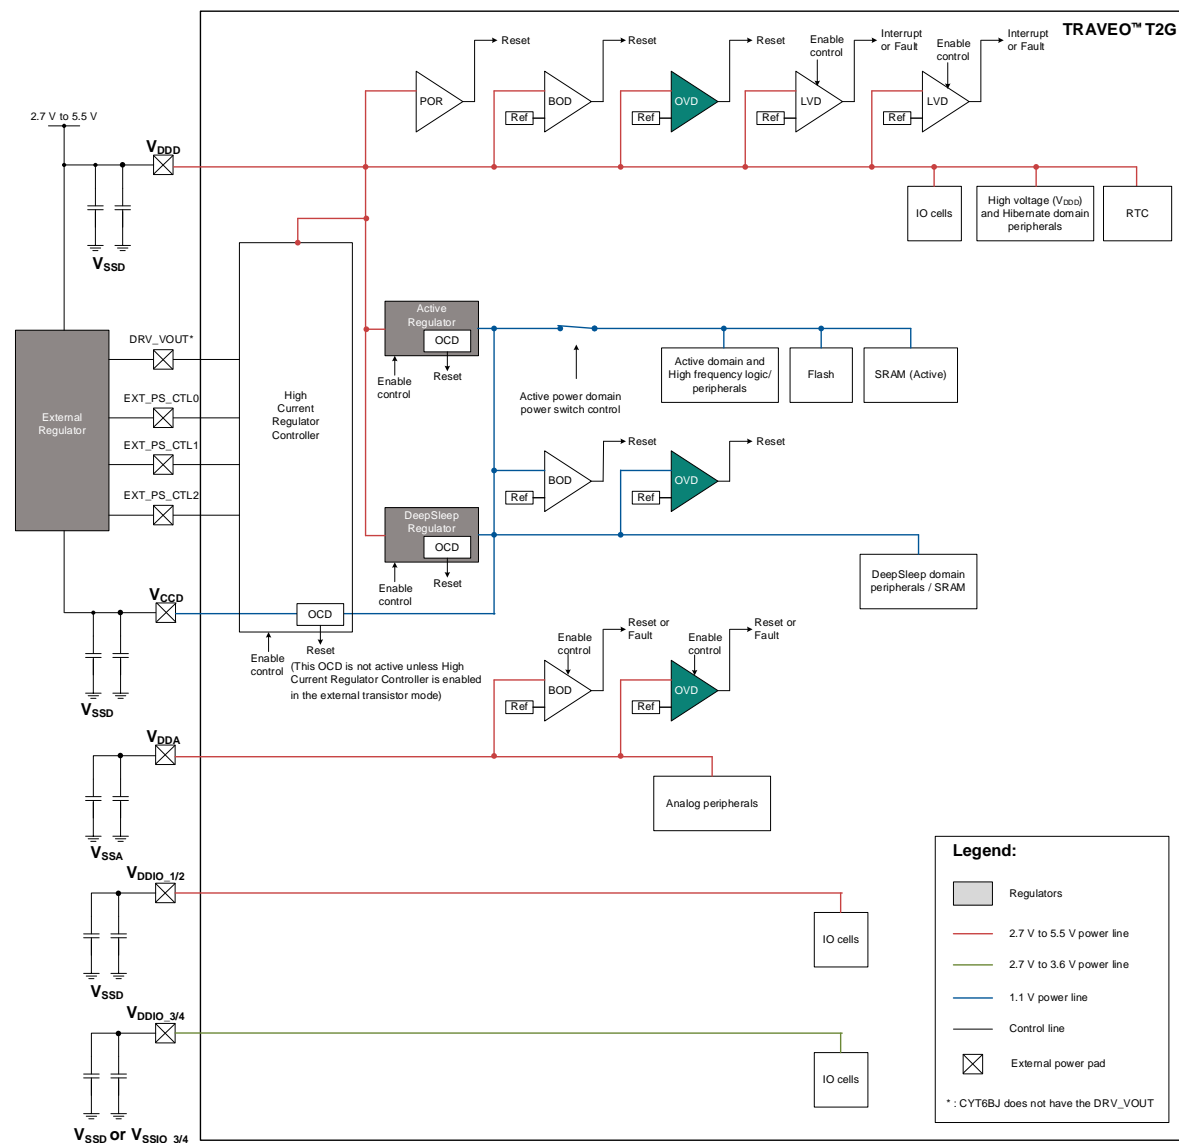 TRAVEO™ T2G
Reset
Reset
Reset
Enable
control
Interrupt
or Fault
Enable
control
Interrupt
or Fault
POR
BOD
OVD
LVD
LVD
Ref
Ref
Ref
Ref
2.7 V to 5.5 V
VDDD
VSSD
IO cells
High voltage (VDDD)
and Hibernate domain
peripherals
RTC
External
Regulator
DRV_VOUT*
EXT_PS_CTL0
EXT_PS_CTL1
EXT_PS_CTL2
High
Current
Regulator
Controller
Active
Regulator
OCD
Enable
control
Reset
Active power domain
power switch control
Active domain and
High frequency logic/
peripherals
Flash
SRAM (Active)
Reset
Reset
BOD
OVD
Ref
Ref
DeepSleep
Regulator
OCD
Enable
control
Reset
DeepSleep domain
peripherals / SRAM
VCCD
VSSD
OCD
Enable
control
Reset
(This OCD is not active unless High
Current Regulator Controller is enabled
in the external transistor mode)
Enable
control
Reset or
Fault
Enable
control
Reset or
Fault
BOD
OVD
Ref
Ref
VDDA
VSSA
Analog peripherals
VDDIO_1/2
VSSD
IO cells
VDDIO_3/4
VSSD or VSSIO_3/4
IO cells
Legend:
Regulators
2.7 V to 5.5 V power line
2.7 V to 3.6 V power line
1.1 V power line
Control line
External power pad
* : CYT6BJ does not have the DRV_VOUT